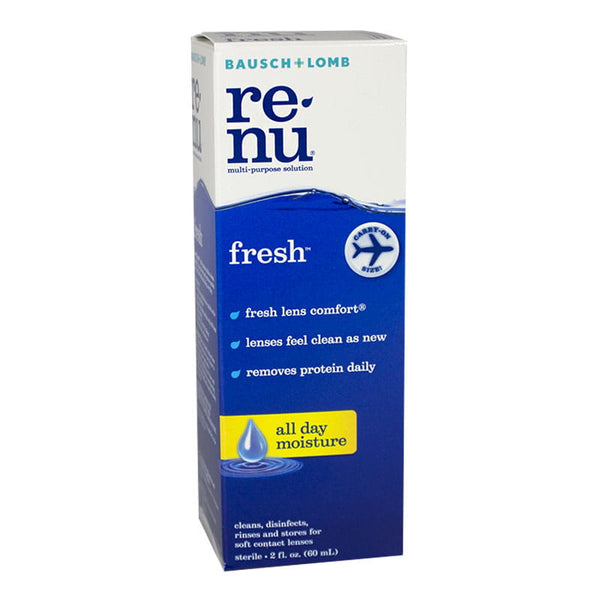 fresh
BAUSCH + LOMB
re
nu®
multi-purpose solution
fresh™
CARRY-ON
SIZE!
fresh lens comfort®
lenses feel clean as new
removes protein daily
all day
moisture
cleans, disinfects,
rinses and stores for
soft contact lenses
sterile • 2 fl. oz. (60 mL)